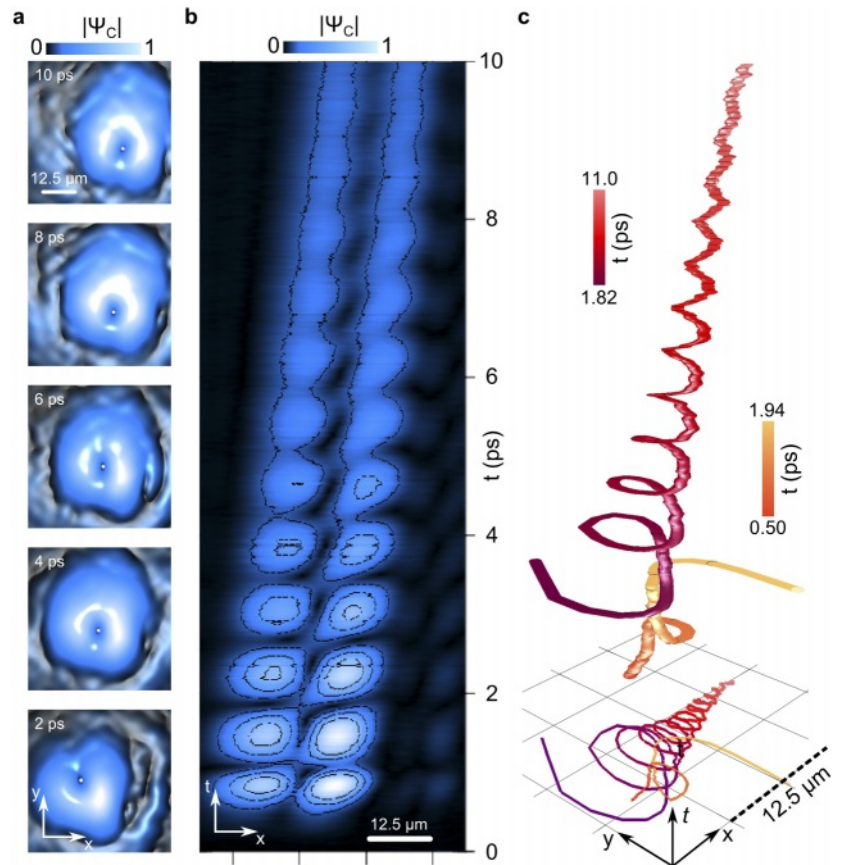 a
|Ψ_C|
0 1
10 ps
12.5 μm
8 ps
6 ps
4 ps
2 ps
y
x
b
|Ψ_C|
0 1
10
8
6
t (ps)
4
2
0
t
x
12.5 μm
c
11.0
t (ps)
1.82
1.94
t (ps)
0.50
y
t
x
12.5 μm